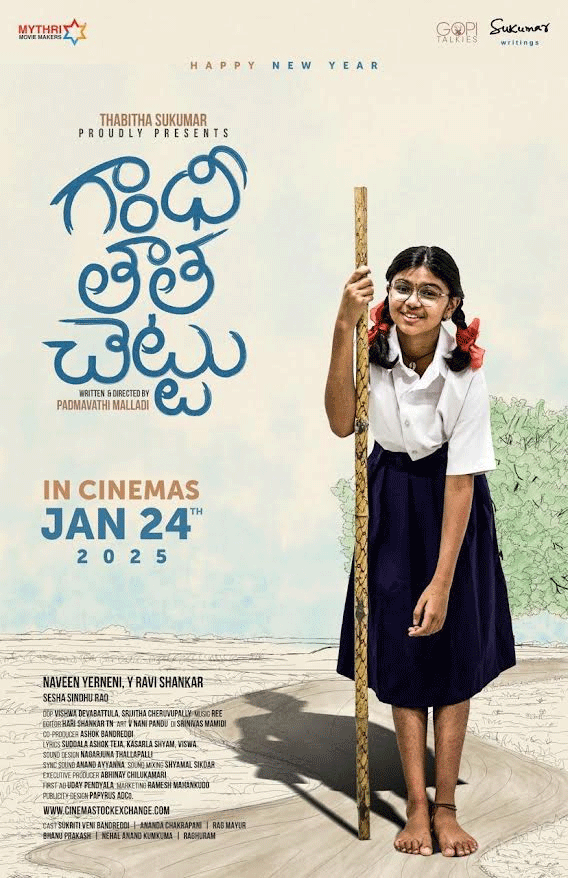 MYTHRI
MOVIE MAKERS
GOPI
TALKIES
SUKUMAR
writings
HAPPY NEW YEAR
THABITHA SUKUMAR
PROUDLY PRESENTS
గాంధీ
తాత
చెట్టు
WRITTEN & DIRECTED BY
PADMAVATHI MALLADI
IN CINEMAS
JAN 24TH
2025
NAVEEN YERNENI, Y RAVI SHANKAR
SESHA SINDHU RAO
DOP VISHWA DEVABATTULA, SRIJITHA CHERUVUPALLY MUSIC REE
EDITOR HARI SHANKAR TN ART V NANI PANDU DI SRINIVAS MAMIDI
CO-PRODUCER ASHOK BANDREDDI
LYRICS SUDDALA ASHOK TEJA, KASARLA SHYAM, VISWA
SOUND DESIGN NAGARJUNA THALLAPALLI
SYNC SOUND ANAND AYYANNA SOUND MIXING SHYAMAL SIKDAR
EXECUTIVE PRODUCER ABHINAY CHILUKAMARI
FIRST AD UDAY PENDYALA MARKETING RAMESH MAHANKUDO
PUBLICITY DESIGN PAPYRUS ADCo.
WWW.CINEMASTOCKEXCHANGE.COM
CAST SUKRITI VENI BANDREDDI | ANANDA CHAKRAPANI | RAG MAYUR
BHANU PRAKASH | NEHAL ANAND KUMKUMA | RAGHURAM